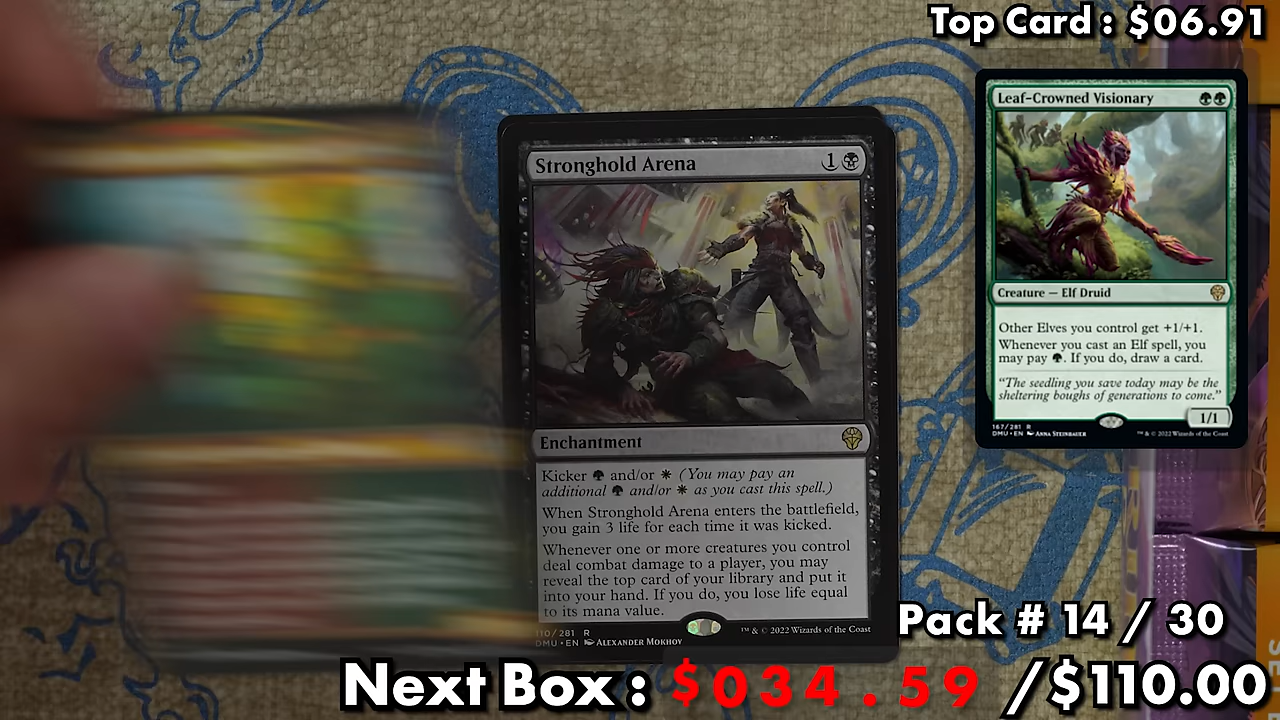 Top Card : $06.91
Leaf-Crowned Visionary
Creature — Elf Druid
Other Elves you control get +1/+1.
Whenever you cast an Elf spell, you
may pay . If you do, draw a card.
“The seedling you save today may be the
sheltering boughs of generations to come.”
1/1
167/281 R
DMU • EN Anna Steinbauer
™ & © 2022 Wizards of the Coast
Stronghold Arena
1
Enchantment
Kicker and/or (You may pay an
additional and/or as you cast this spell.)
When Stronghold Arena enters the battlefield,
you gain 3 life for each time it was kicked.
Whenever one or more creatures you control
deal combat damage to a player, you may
reveal the top card of your library and put it
into your hand. If you do, you lose life equal
to its mana value.
10/281 R
DMU • EN Alexander Mokhov
™ & © 2022 Wizards of the Coast
Pack # 14 / 30
Next Box : $034.59 /$110.00